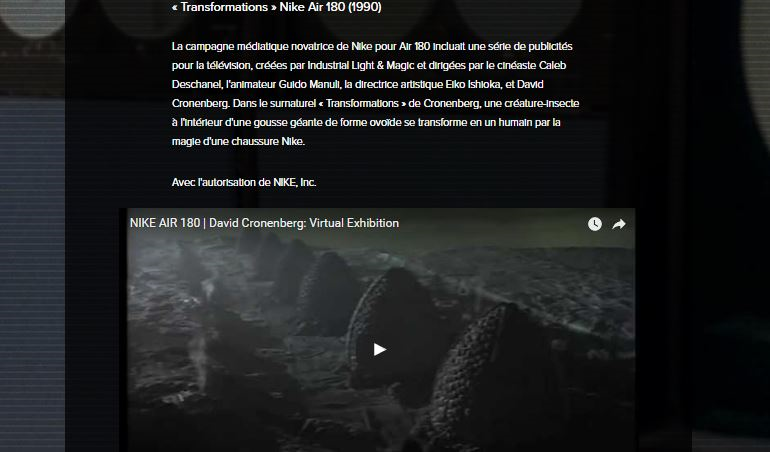 « Transformations » Nike Air 180 (1990)
La campagne médiatique novatrice de Nike pour Air 180 incluait une série de publicités
pour la télévision, créées par Industrial Light & Magic et dirigées par le cinéaste Caleb
Deschanel, l'animateur Guido Manuli, la directrice artistique Eiko Ishioka, et David
Cronenberg. Dans le surnaturel « Transformations » de Cronenberg, une créature-insecte
à l'intérieur d'une gousse géante de forme ovoïde se transforme en un humain par la
magie d'une chaussure Nike.
Avec l'autorisation de NIKE, Inc.
NIKE AIR 180 | David Cronenberg: Virtual Exhibition